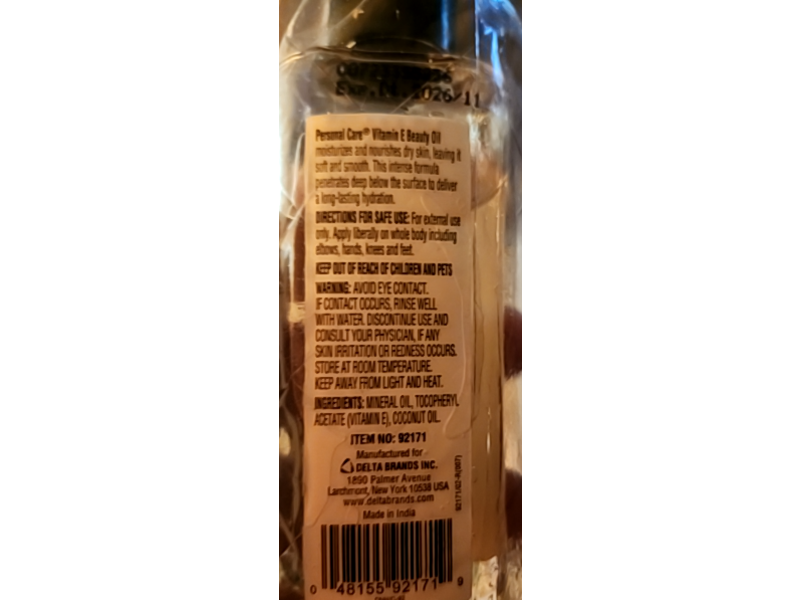 Exp.Dt.2026/11
Personal Care® Vitamin E Beauty Oil
moisturizes and nourishes dry skin, leaving it
soft and smooth. This intense formula
penetrates deep below the surface to deliver
a long-lasting hydration.
DIRECTIONS FOR SAFE USE: For external use
only. Apply liberally on whole body including
elbows, hands, knees and feet.
KEEP OUT OF REACH OF CHILDREN AND PETS
WARNING: AVOID EYE CONTACT.
IF CONTACT OCCURS, RINSE WELL
WITH WATER. DISCONTINUE USE AND
CONSULT YOUR PHYSICIAN, IF ANY
SKIN IRRITATION OR REDNESS OCCURS.
STORE AT ROOM TEMPERATURE.
KEEP AWAY FROM LIGHT AND HEAT.
INGREDIENTS: MINERAL OIL, TOCOPHERYL
ACETATE (VITAMIN E), COCONUT OIL.
ITEM NO: 92171
Manufactured for
DELTA BRANDS INC.
1890 Palmer Avenue
Larchmont, New York 10538 USA
www.deltabrands.com
Made in India
0 48155 92171 9